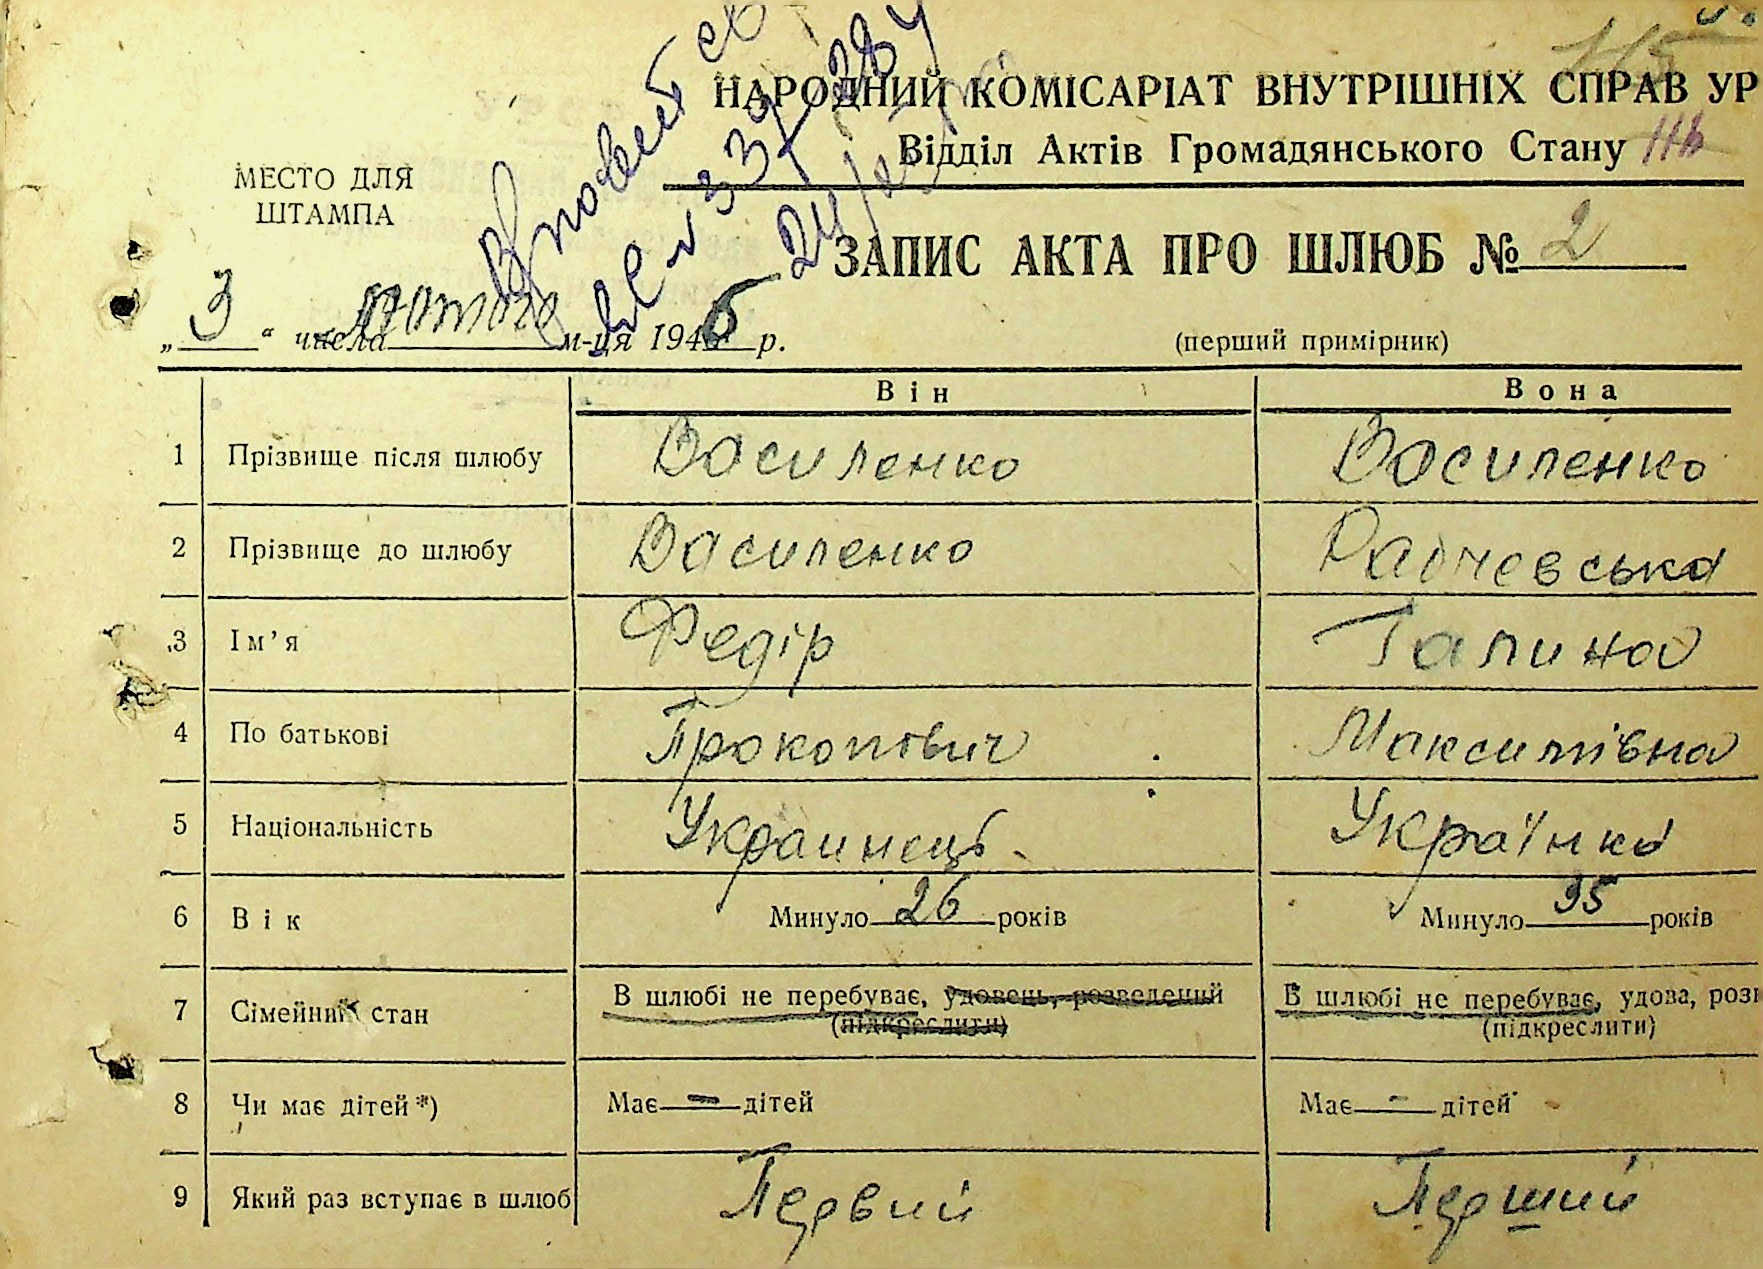 НАРОДНИЙ КОМІСАРІАТ ВНУТРІШНІХ СПРАВ УР
Відділ Актів Громадянського Стану
МЕСТО ДЛЯ
ШТАМПА
ЗАПИС АКТА ПРО ШЛЮБ № 2
„ 3 “ числа лютого м-ця 1946 р.
(перший примірник)
Він Вона
1 Прізвище після шлюбу Василенко Василенко
2 Прізвище до шлюбу Василенко
3 Ім’я Федір Галина
4 По батькові Прокопович Максимівна
5 Національність Украинець Українка
6 Вік Минуло 26 років Минуло 35 років
7 Сімейний стан В шлюбі не перебуває, удовець, розведений В шлюбі не перебуває, удова, розв
(підкреслити) (підкреслити)
8 Чи має дітей*) Має - дітей Має - дітей
9 Який раз вступає в шлюб Первий Перший